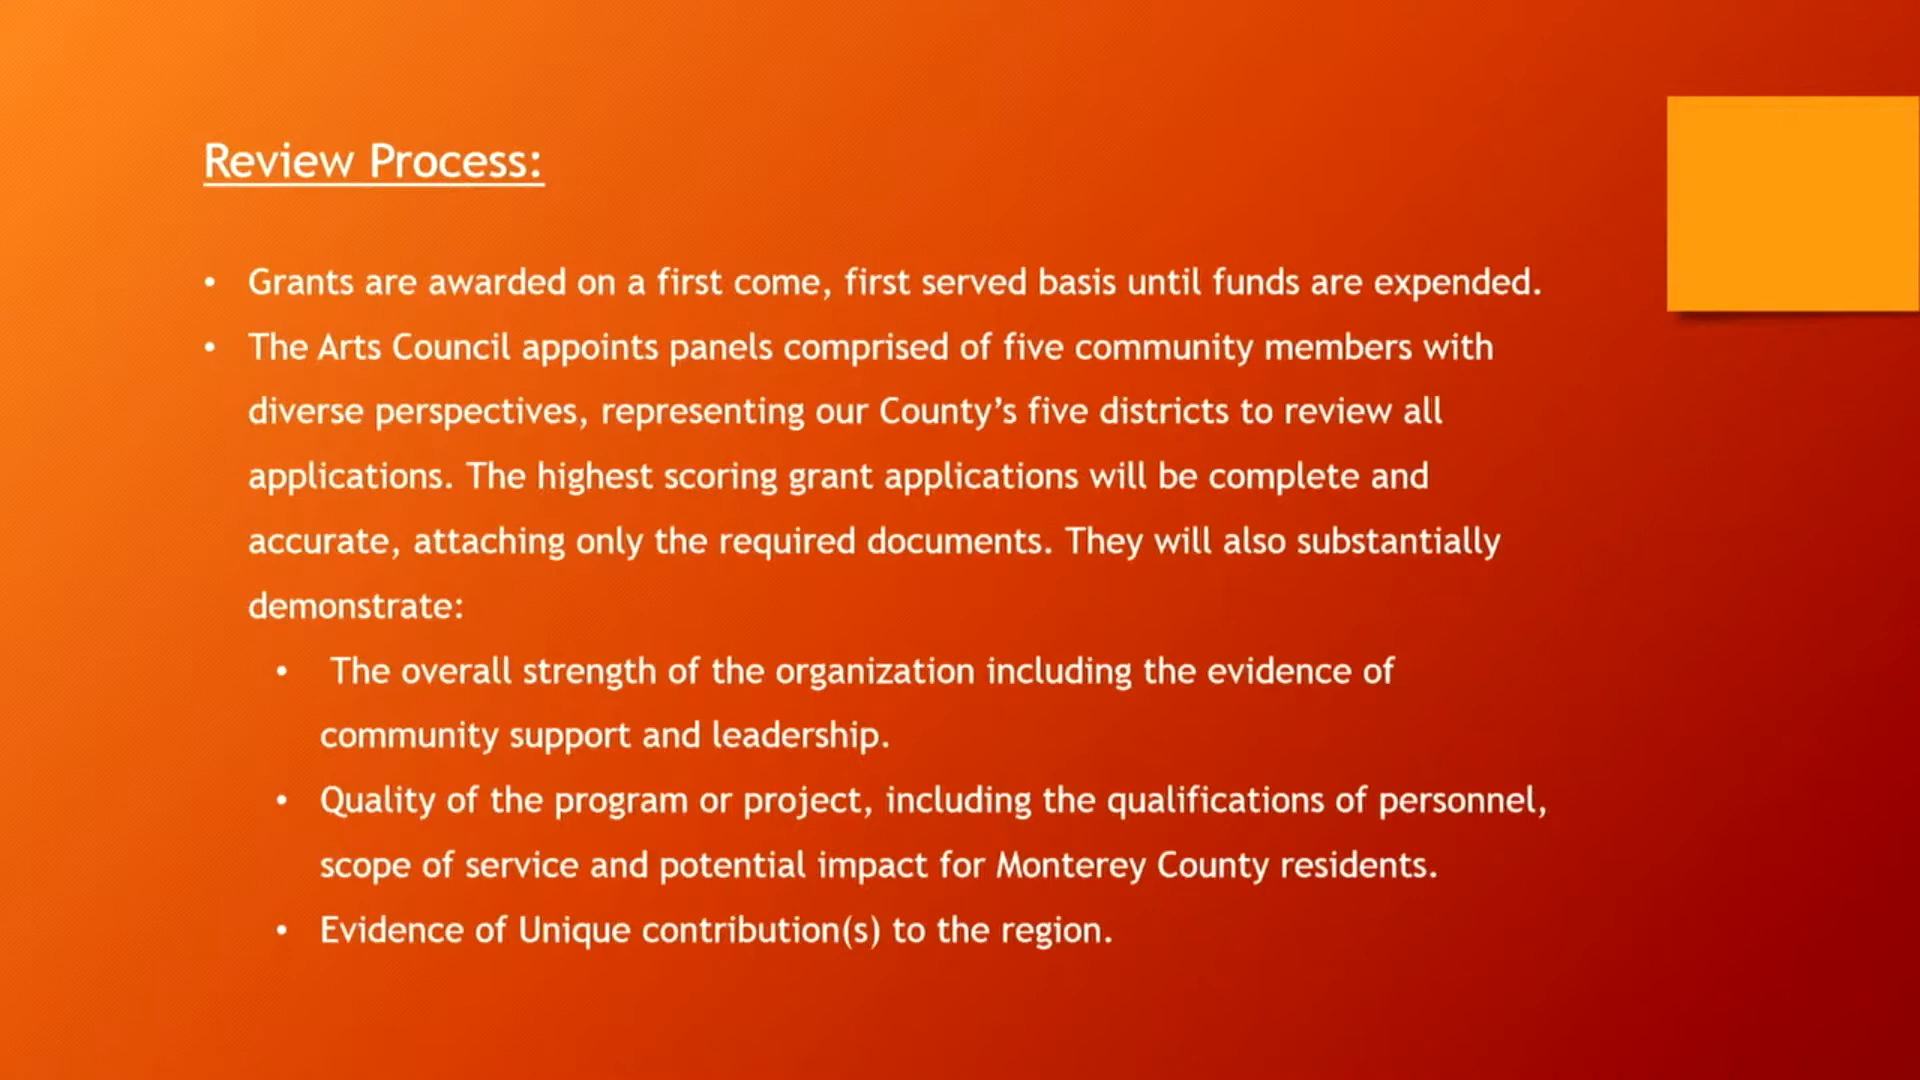 Review Process:
• Grants are awarded on a first come, first served basis until funds are expended.
• The Arts Council appoints panels comprised of five community members with
diverse perspectives, representing our County’s five districts to review all
applications. The highest scoring grant applications will be complete and
accurate, attaching only the required documents. They will also substantially
demonstrate:
• The overall strength of the organization including the evidence of
community support and leadership.
• Quality of the program or project, including the qualifications of personnel,
scope of service and potential impact for Monterey County residents.
• Evidence of Unique contribution(s) to the region.